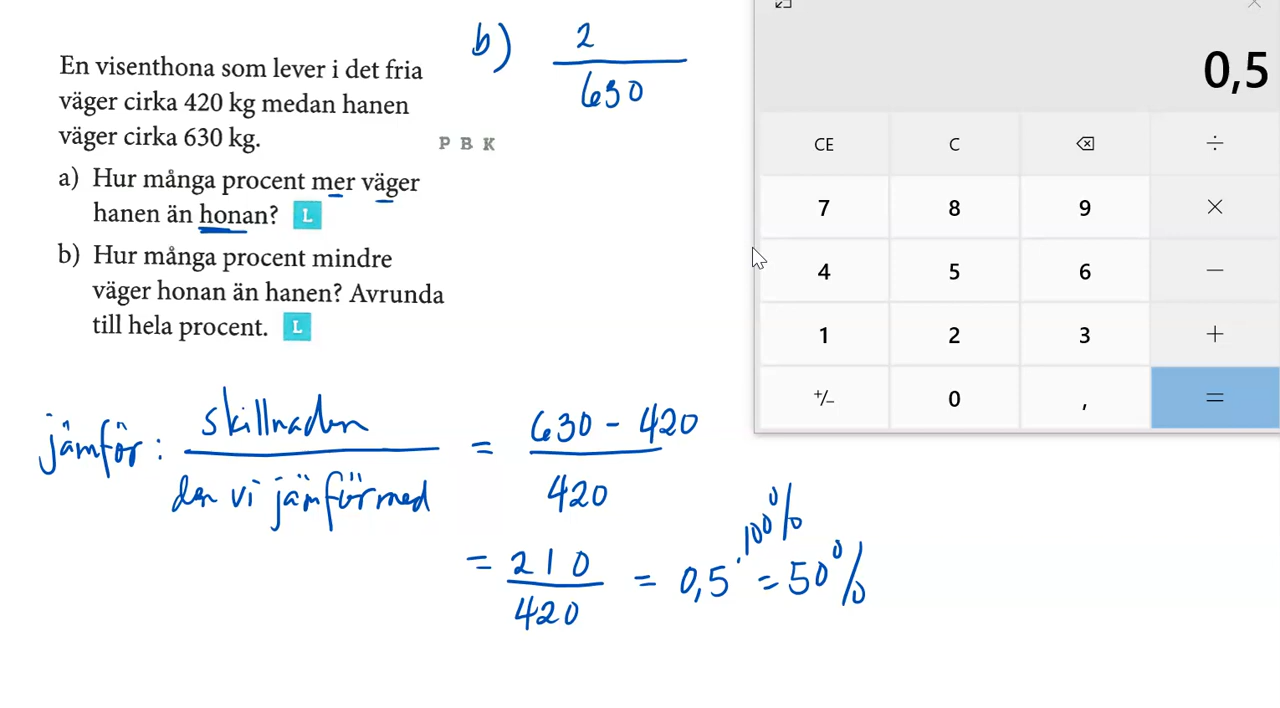 En visenthona som lever i det fria
väger cirka 420 kg medan hanen
väger cirka 630 kg.
P B K
a) Hur många procent mer väger
hanen än honan? L
b) Hur många procent mindre
väger honan än hanen? Avrunda
till hela procent. L
b) 2
630
0,5
CE C ÷
7 8 9 ×
4 5 6 −
1 2 3 +
+/− 0 , =
jämför: skillnaden = 630 - 420
den vi jämför med 420
= 210 = 0,5 · 100% = 50%
420